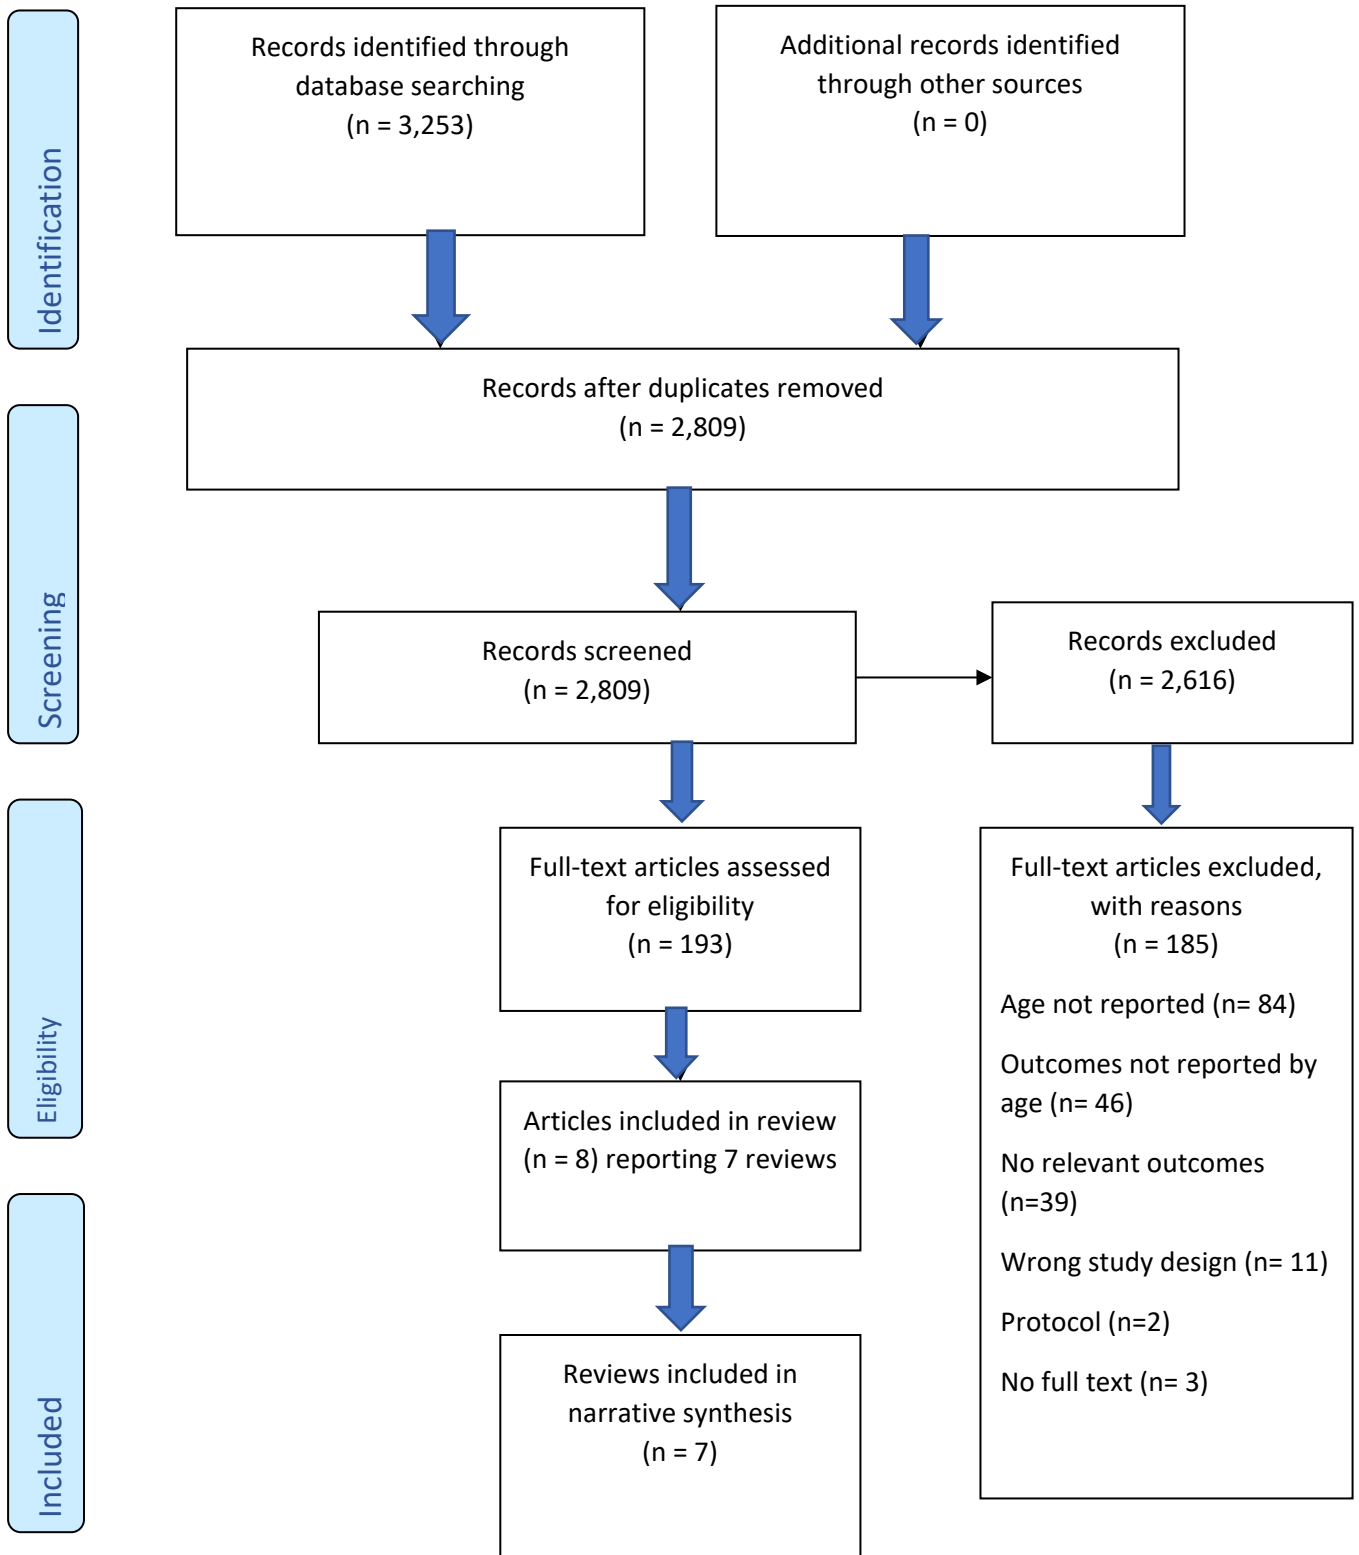 Identification
Records identified through
database searching
(n = 3,253)
Additional records identified
through other sources
(n = 0)
Records after duplicates removed
(n = 2,809)
Screening
Records screened
(n = 2,809)
Records excluded
(n = 2,616)
Eligibility
Full-text articles assessed
for eligibility
(n = 193)
Full-text articles excluded,
with reasons
(n = 185)
Age not reported (n= 84)
Outcomes not reported by
age (n= 46)
No relevant outcomes
(n=39)
Wrong study design (n= 11)
Protocol (n=2)
No full text (n= 3)
Articles included in review
(n = 8) reporting 7 reviews
Included
Reviews included in
narrative synthesis
(n = 7)